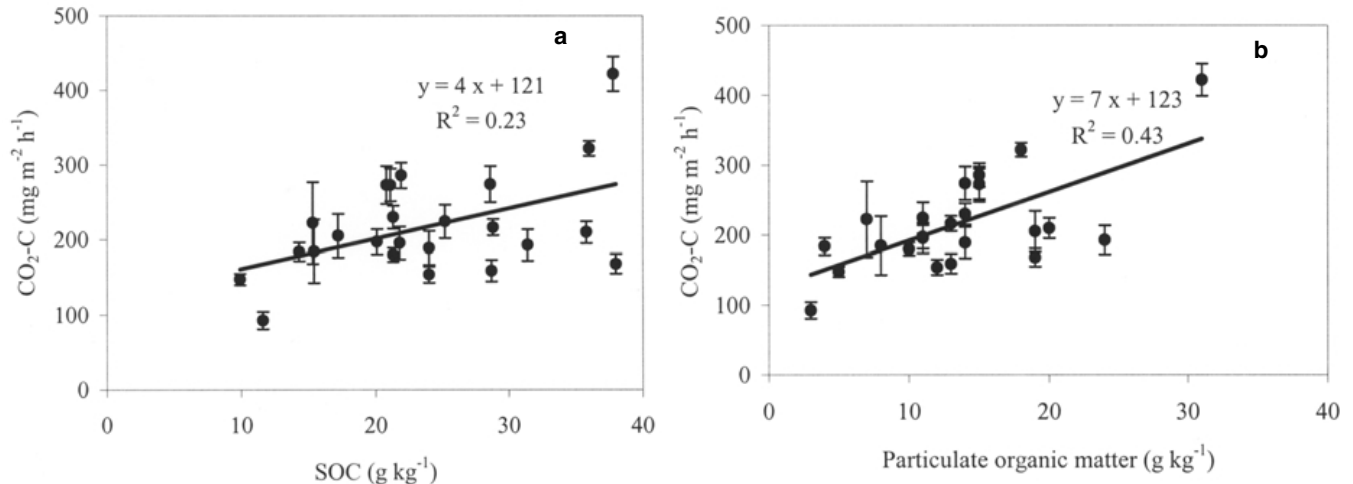 a
500
400
300
200
100
0
y = 4 x + 121
R² = 0.23
CO₂-C (mg m⁻² h⁻¹)
0 10 20 30 40
SOC (g kg⁻¹)
b
500
400
300
200
100
0
y = 7 x + 123
R² = 0.43
CO₂-C (mg m⁻² h⁻¹)
0 10 20 30 40
Particulate organic matter (g kg⁻¹)